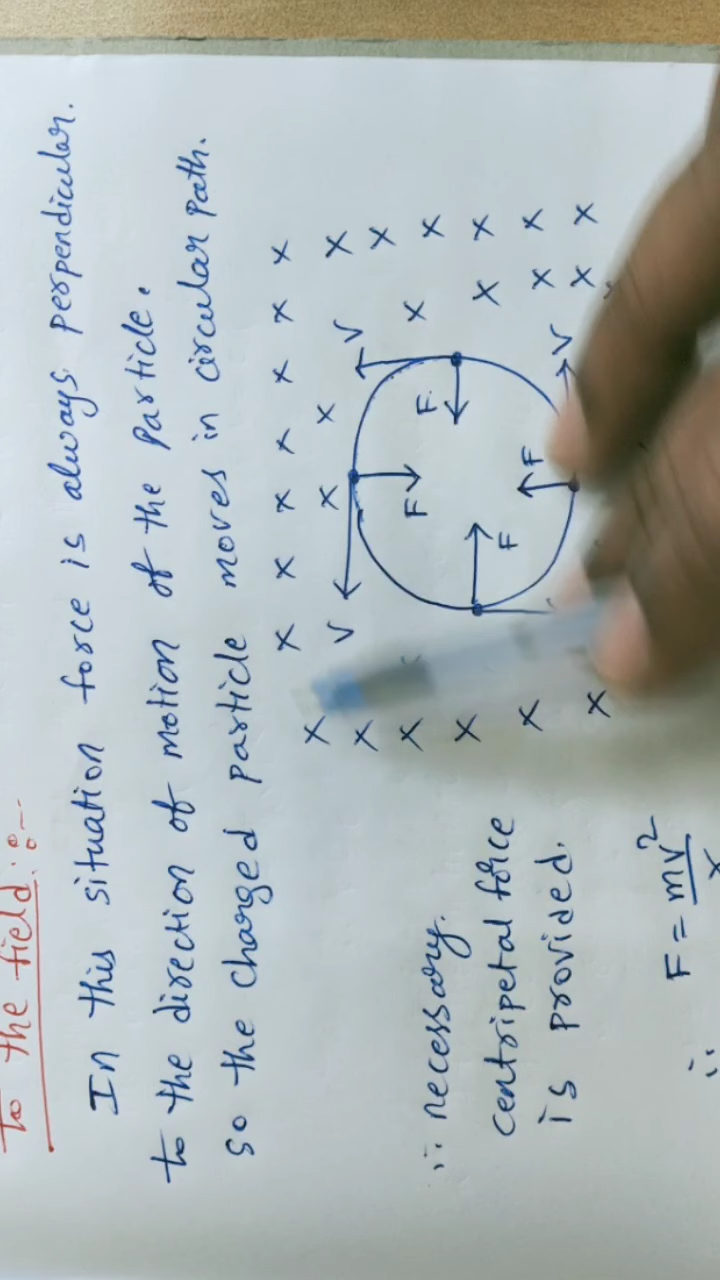 to the field :-
In this situation force is always perpendicular.
to the direction of motion of the particle.
so the charged particle moves in circular path.
x x x x x x x x
x x x x
x x
x x x
x x x
x x x
x x x
V
V
V
F
F
F
F
∴ necessary.
centripetal force
is provided.
∴ F = mv²